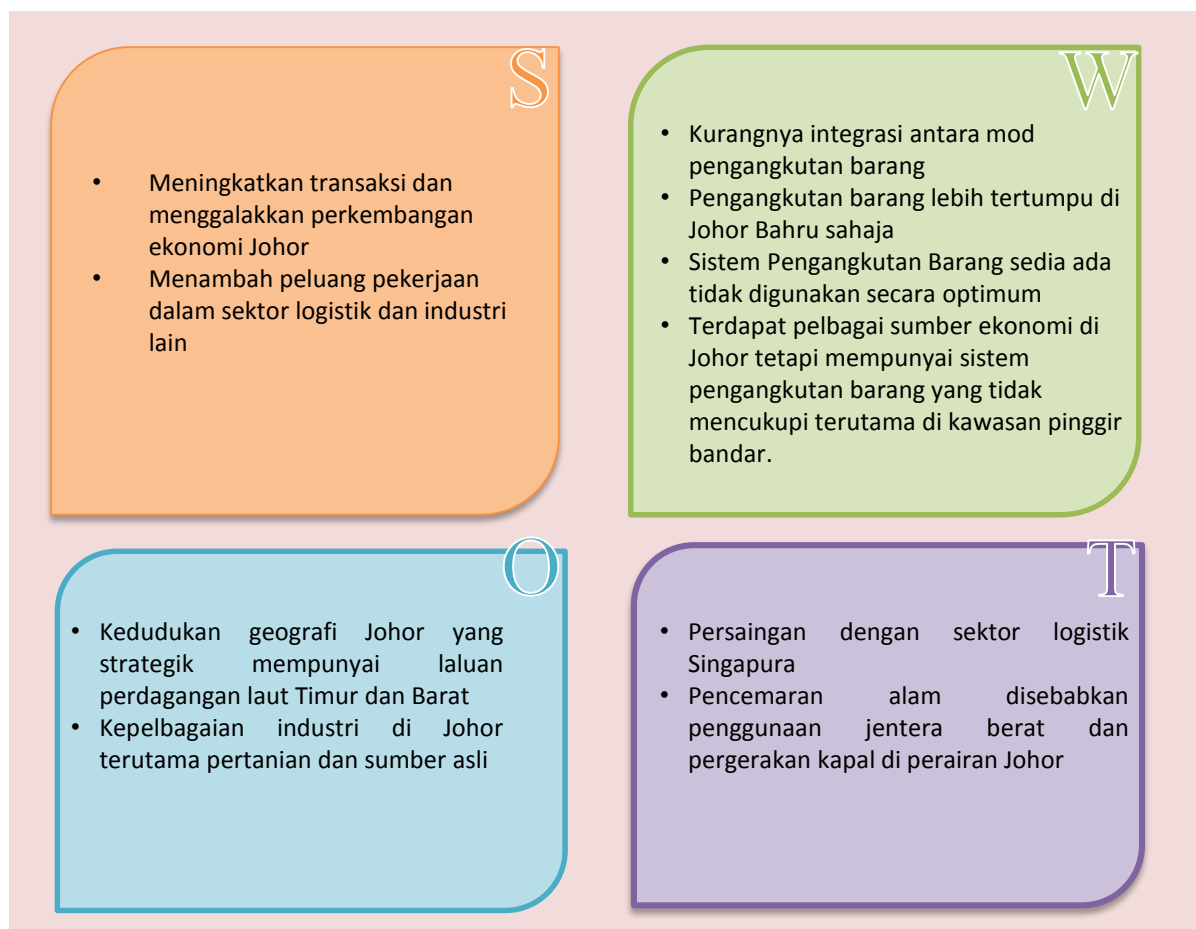 S
• Meningkatkan transaksi dan
menggalakkan perkembangan
ekonomi Johor
• Menambah peluang pekerjaan
dalam sektor logistik dan industri
lain
W
• Kurangnya integrasi antara mod
pengangkutan barang
• Pengangkutan barang lebih tertumpu di
Johor Bahru sahaja
• Sistem Pengangkutan Barang sedia ada
tidak digunakan secara optimum
• Terdapat pelbagai sumber ekonomi di
Johor tetapi mempunyai sistem
pengangkutan barang yang tidak
mencukupi terutama di kawasan pinggir
bandar.
O
• Kedudukan geografi Johor yang
strategik mempunyai laluan
perdagangan laut Timur dan Barat
• Kepelbagaian industri di Johor
terutama pertanian dan sumber asli
T
• Persaingan dengan sektor logistik
Singapura
• Pencemaran alam disebabkan
penggunaan jentera berat dan
pergerakan kapal di perairan Johor